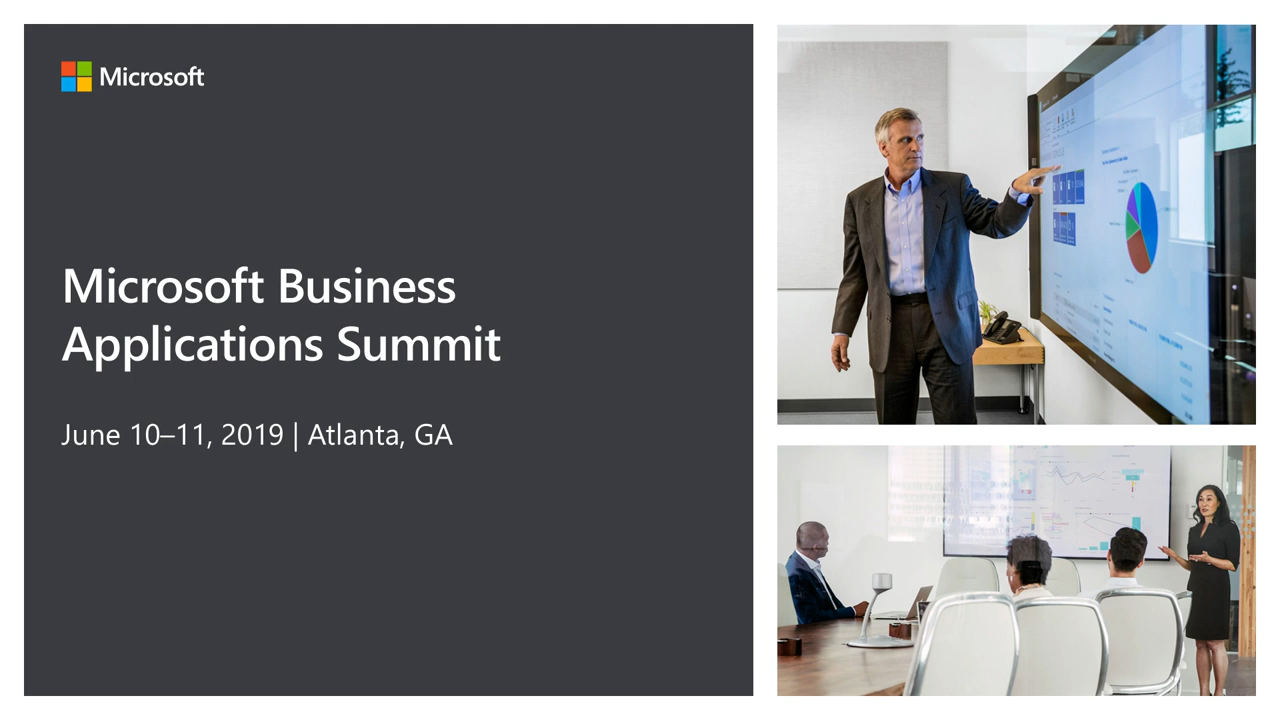 Microsoft
Microsoft Business
Applications Summit
June 10–11, 2019 | Atlanta, GA